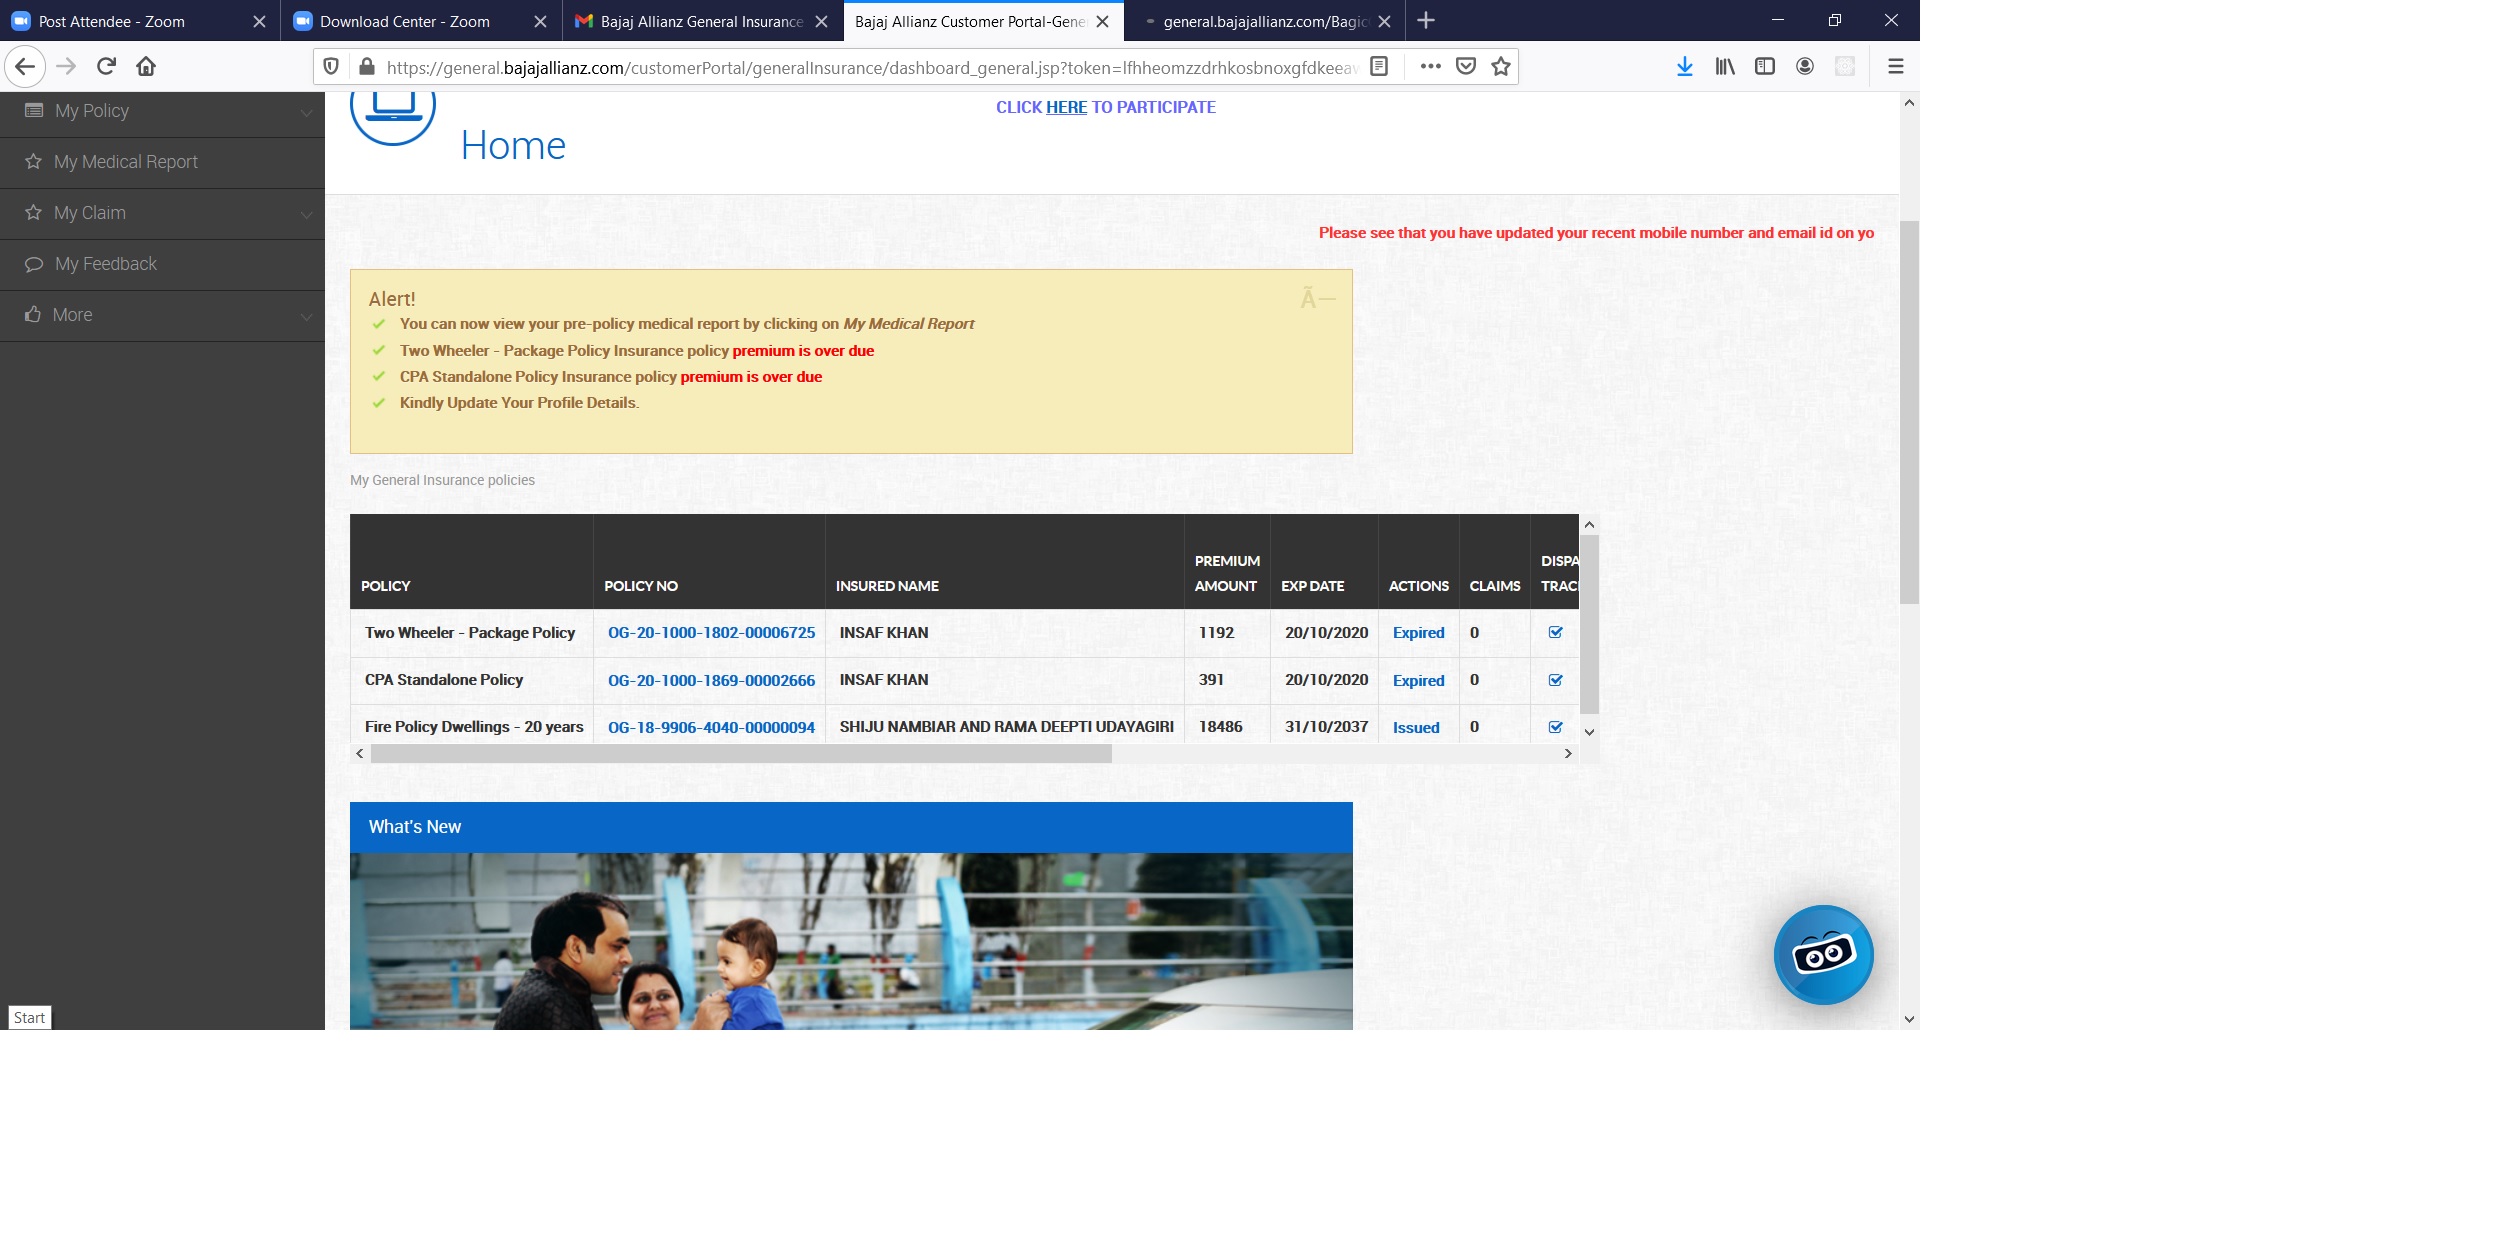 Post Attendee - Zoom
Download Center - Zoom
Bajaj Allianz General Insurance
Bajaj Allianz Customer Portal-Gene
general.bajajallianz.com/Bagic
https://general.bajajallianz.com/customerPortal/generalInsurance/dashboard_general.jsp?token=lfhheomzzdrhkosbnoxgfdkeeav
My Policy
My Medical Report
My Claim
My Feedback
More
CLICK HERE TO PARTICIPATE
Home
Please see that you have updated your recent mobile number and email id on yo
Alert!
Ã—
You can now view your pre-policy medical report by clicking on My Medical Report
Two Wheeler - Package Policy Insurance policy premium is over due
CPA Standalone Policy Insurance policy premium is over due
Kindly Update Your Profile Details.
My General Insurance policies
POLICY POLICY NO INSURED NAME PREMIUM AMOUNT EXP DATE ACTIONS CLAIMS DISPA TRAC
Two Wheeler - Package Policy OG-20-1000-1802-00006725 INSAF KHAN 1192 20/10/2020 Expired 0
CPA Standalone Policy OG-20-1000-1869-00002666 INSAF KHAN 391 20/10/2020 Expired 0
Fire Policy Dwellings - 20 years OG-18-9906-4040-00000094 SHIJU NAMBIAR AND RAMA DEEPTI UDAYAGIRI 18486 31/10/2037 Issued 0
What's New
Start